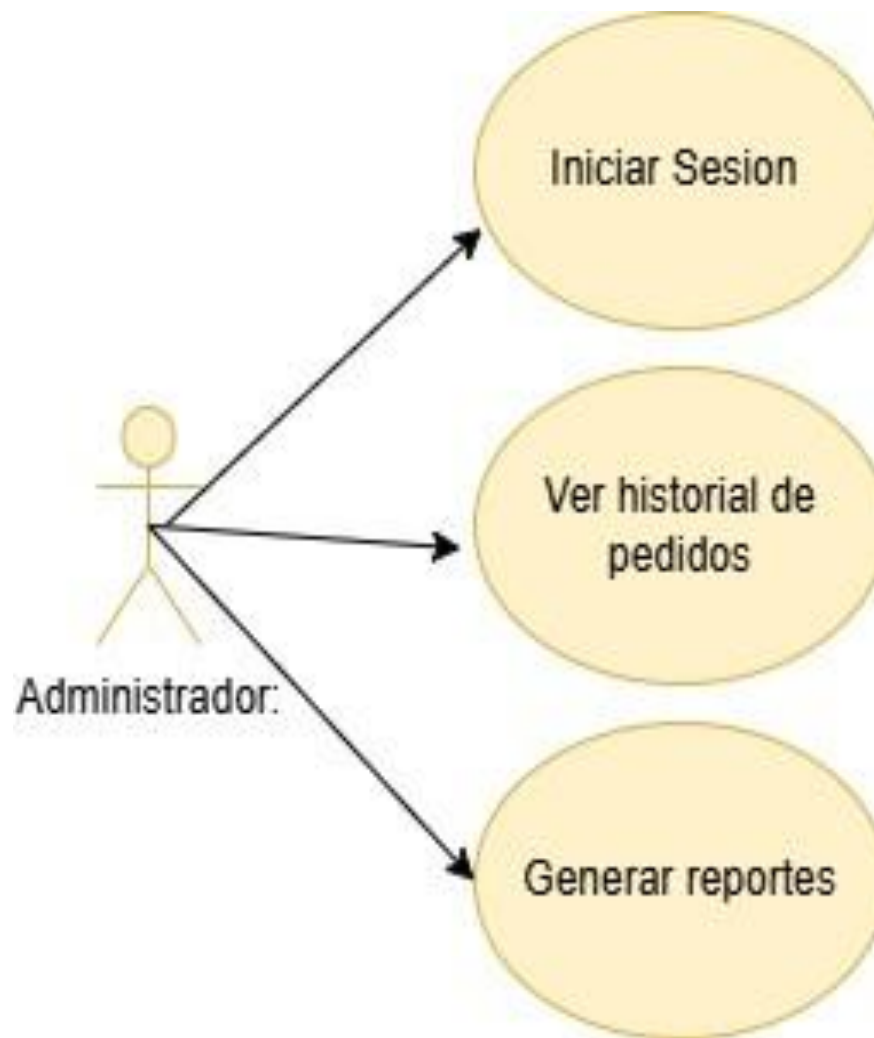 Iniciar Sesion
Ver historial de
pedidos
Administrador:
Generar reportes